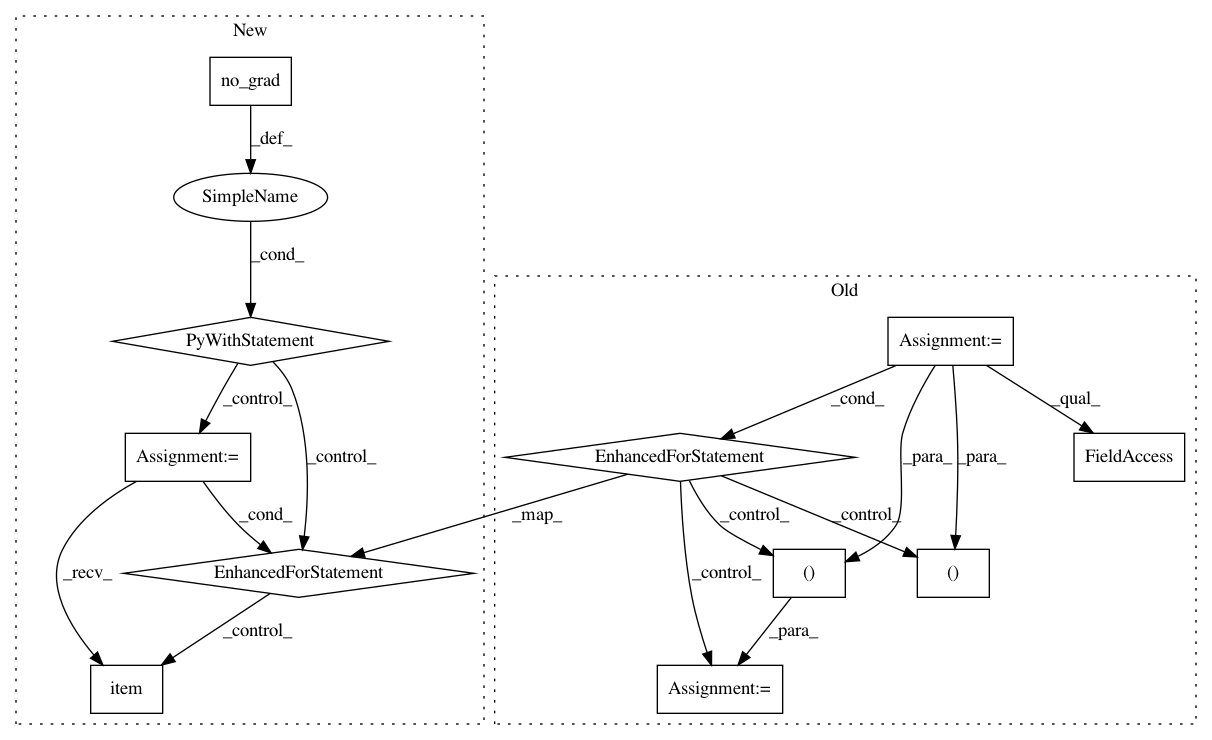 New
no_grad
_def_
SimpleName
_cond_
Old
PyWithStatement
Assignment:=
_control_
_cond_
_qual_
Assignment:=
_control_
EnhancedForStatement
_para_
_para_
FieldAccess
_cond_
_map_
_control_
_control_
_recv_
EnhancedForStatement
_control_
()
()
_control_
_para_
item
Assignment:=